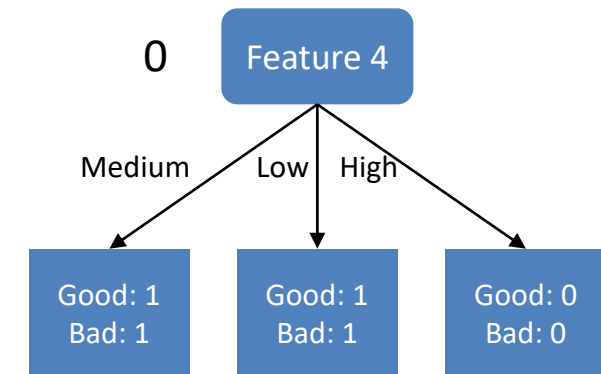 0
Feature 4
Medium
Low
High
Good: 1
Bad: 1
Good: 1
Bad: 1
Good: 0
Bad: 0